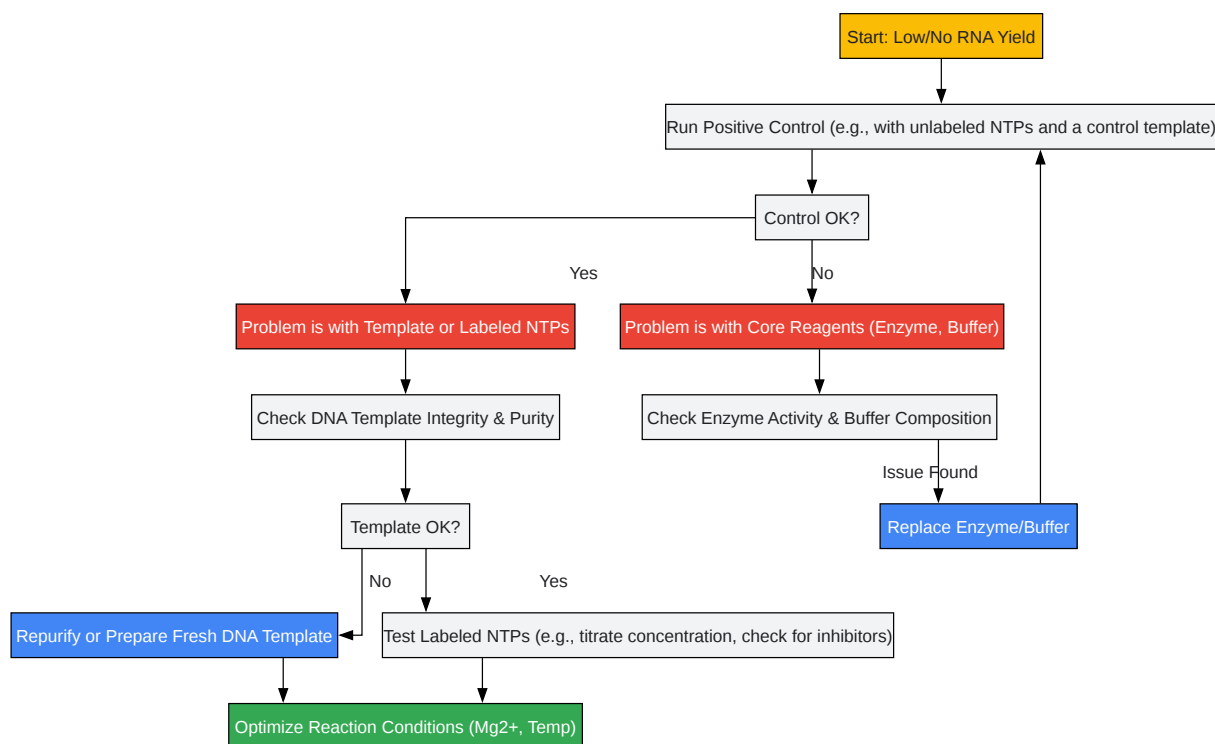 Start: Low/No RNA Yield
Run Positive Control (e.g., with unlabeled NTPs and a control template)
Control OK?
Yes
No
Problem is with Template or Labeled NTPs
Problem is with Core Reagents (Enzyme, Buffer)
Check DNA Template Integrity & Purity
Check Enzyme Activity & Buffer Composition
Issue Found
Template OK?
Replace Enzyme/Buffer
No
Yes
Repurify or Prepare Fresh DNA Template
Test Labeled NTPs (e.g., titrate concentration, check for inhibitors)
Optimize Reaction Conditions (Mg2+, Temp)